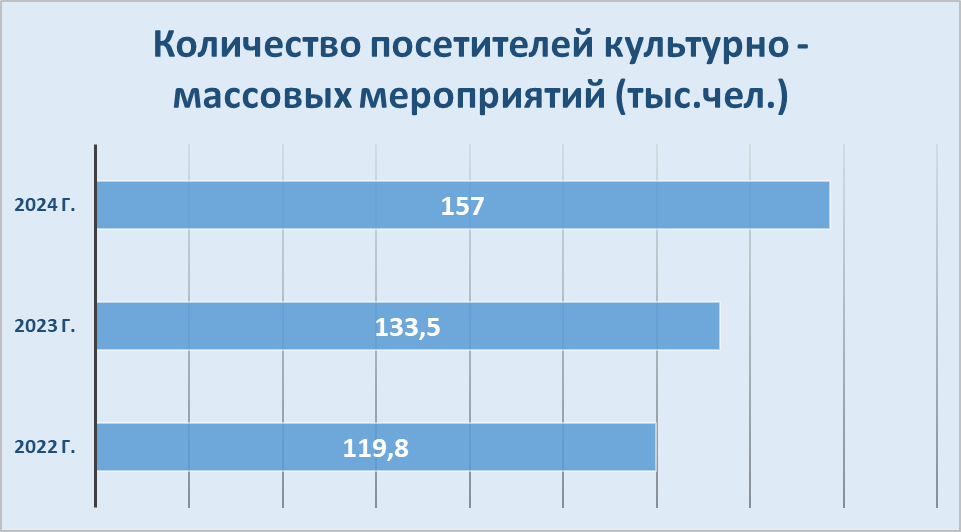 Количество посетителей культурно -
массовых мероприятий (тыс.чел.)
2024 Г.
157
2023 Г.
133,5
2022 Г.
119,8